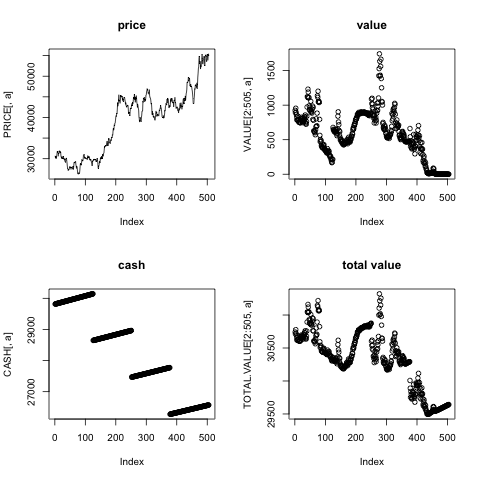 price
PRICE[, a]
30000 40000 50000
0 100 200 300 400 500
Index
value
VALUE[2:505, a]
0 500 1000 1500
0 100 200 300 400 500
Index
cash
CASH[, a]
27000 29000
0 100 200 300 400 500
Index
total value
TOTAL.VALUE[2:505, a]
29500 30500
0 100 200 300 400 500
Index